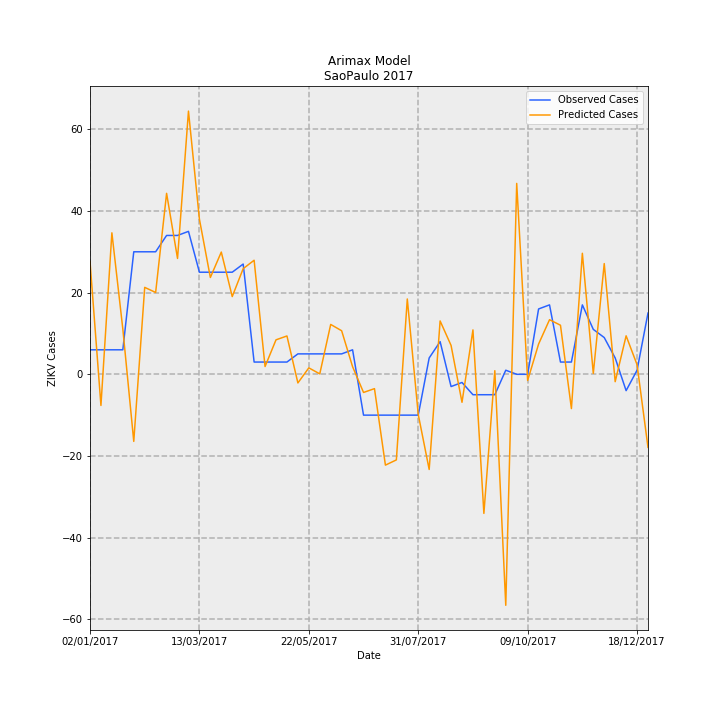 Arimax Model
SaoPaulo 2017
Observed Cases
Predicted Cases
ZIKV Cases
60
40
20
0
−20
−40
−60
02/01/2017 13/03/2017 22/05/2017 31/07/2017 09/10/2017 18/12/2017
Date